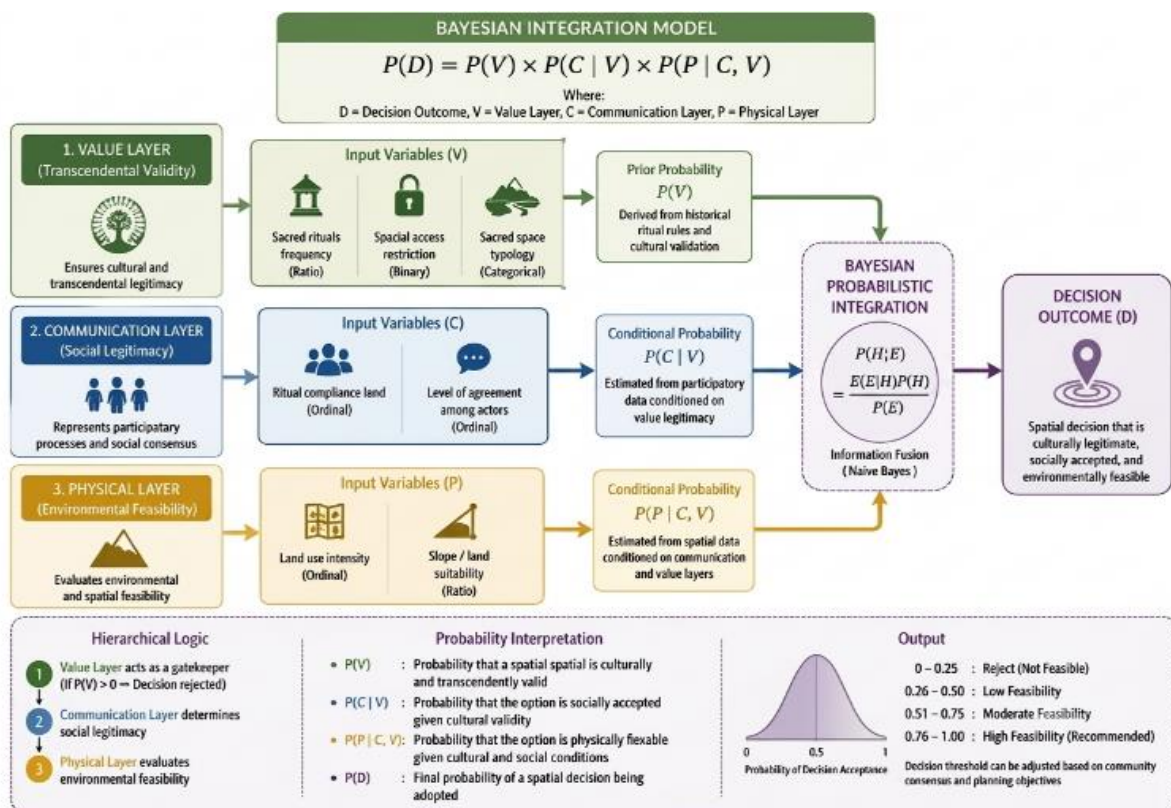 BAYESIAN INTEGRATION MODEL
P(D) = P(V) × P(C | V) × P(P | C, V)
Where:
D = Decision Outcome, V = Value Layer, C = Communication Layer, P = Physical Layer
1. VALUE LAYER
(Transcendental Validity)
Ensures cultural and
transcendental legitimacy
Input Variables (V)
Sacred rituals
frequency
(Ratio)
Spacial access
restriction
(Binary)
Sacred space
typology
(Categorical)
Prior Probability
P(V)
Derived from historical
ritual rules and
cultural validation
2. COMMUNICATION LAYER
(Social Legitimacy)
Represents participatary
processes and social consensus
Input Variables (C)
Ritual compliance land
(Ordinal)
Level of agreement
among actors
(Ordinal)
Conditional Probability
P(C | V)
Estimated from participatory
data conditioned on
value legitimacy
3. PHYSICAL LAYER
(Environmental Feasibility)
Evaluates environmental
and spatial feasibility
Input Variables (P)
Land use intensity
(Ordinal)
Slope / land
suitability
(Ratio)
Conditional Probability
P(P | C, V)
Estimated from spatial data
conditioned on communication
and value layers
BAYESIAN
PROBABILISTIC
INTEGRATION
P(H;E)
= E(E|H)P(H)
P(E)
Information Fusion
(Naive Bayes)
DECISION
OUTCOME (D)
Spatial decision that is
culturally legitimate,
socially accepted, and
environmentally feasible
Hierarchical Logic
1 Value Layer acts as a gatekeeper
(If P(V) > 0 — Decision rejected)
2 Communication Layer determines
social legitimacy
3 Physical Layer evaluates
environmental feasibility
Probability Interpretation
• P(V) : Probability that a spatial spatial is culturally
and transcendently valid
• P(C | V) : Probability that the option is socially accepted
given cultural validity
• P(P | C, V): Probability that the option is physically flexable
given cultural and social conditions
• P(D) : Final probability of a spatial decision being
adopted
Output
0 0.5 1
Probability of Decision Acceptance
0 – 0.25 : Reject (Not Feasible)
0.26 – 0.50 : Low Feasibility
0.51 – 0.75 : Moderate Feasibility
0.76 – 1.00 : High Feasibility (Recommended)
Decision threshold can be adjusted based on community
consensus and planning objectives